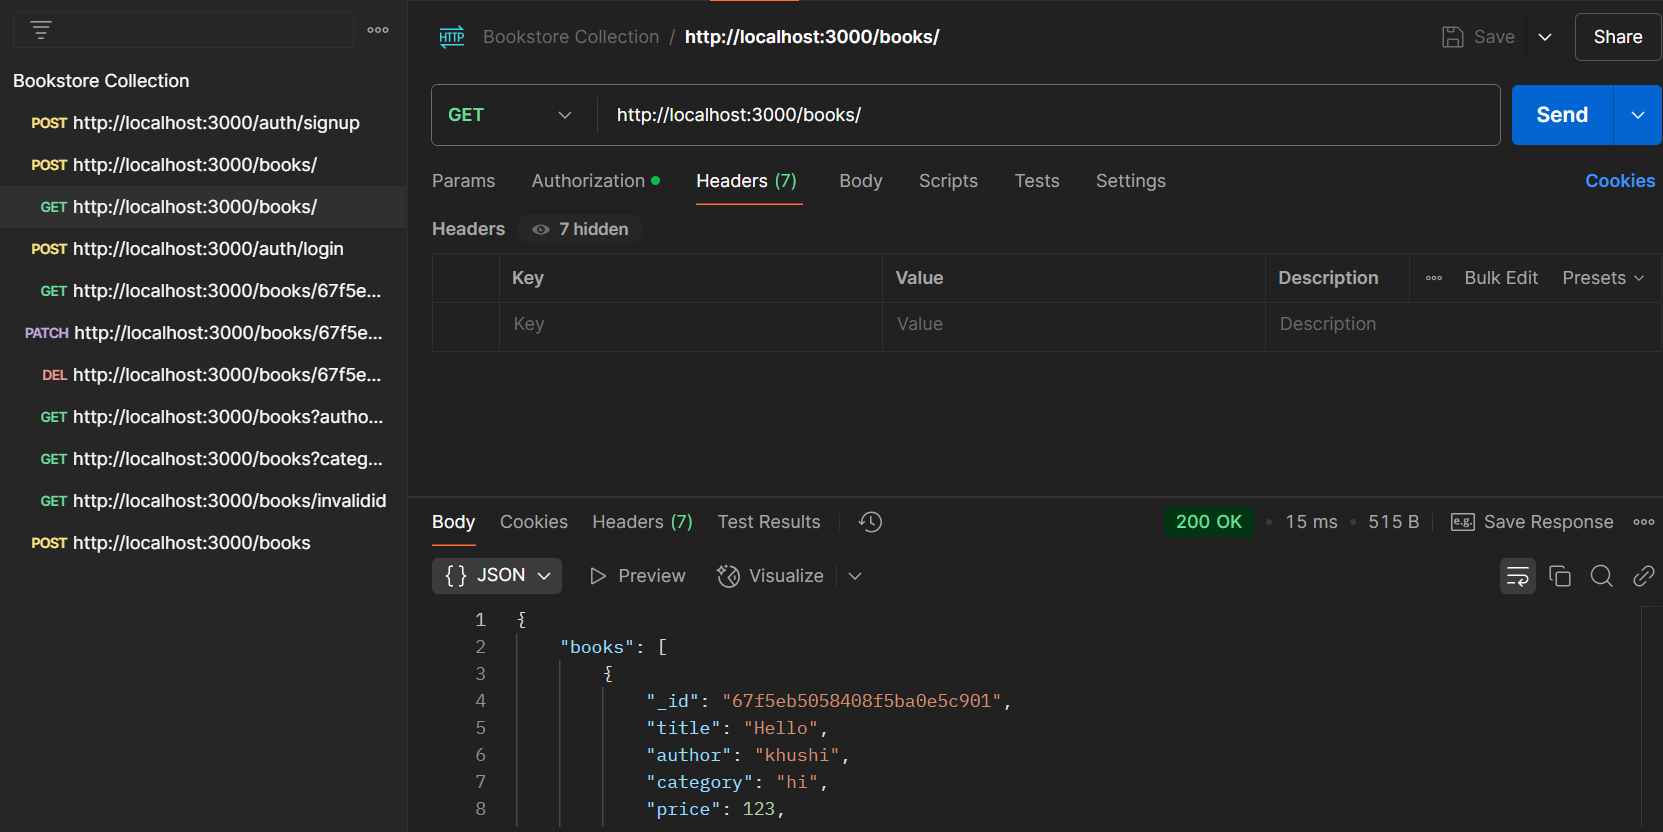 HTTP Bookstore Collection / http://localhost:3000/books/ Save Share
Bookstore Collection
POST http://localhost:3000/auth/signup
POST http://localhost:3000/books/
GET http://localhost:3000/books/
POST http://localhost:3000/auth/login
GET http://localhost:3000/books/67f5e...
PATCH http://localhost:3000/books/67f5e...
DEL http://localhost:3000/books/67f5e...
GET http://localhost:3000/books?autho...
GET http://localhost:3000/books?categ...
GET http://localhost:3000/books/invalidid
POST http://localhost:3000/books
GET http://localhost:3000/books/ Send
Params Authorization Headers (7) Body Scripts Tests Settings Cookies
Headers 7 hidden
Key Value Description Bulk Edit Presets
Key Value Description
Body Cookies Headers (7) Test Results 200 OK • 15 ms • 515 B e.g. Save Response
{} JSON Preview Visualize
1 {
2 "books": [
3 {
4 "_id": "67f5eb5058408f5ba0e5c901",
5 "title": "Hello",
6 "author": "khushi",
7 "category": "hi",
8 "price": 123,